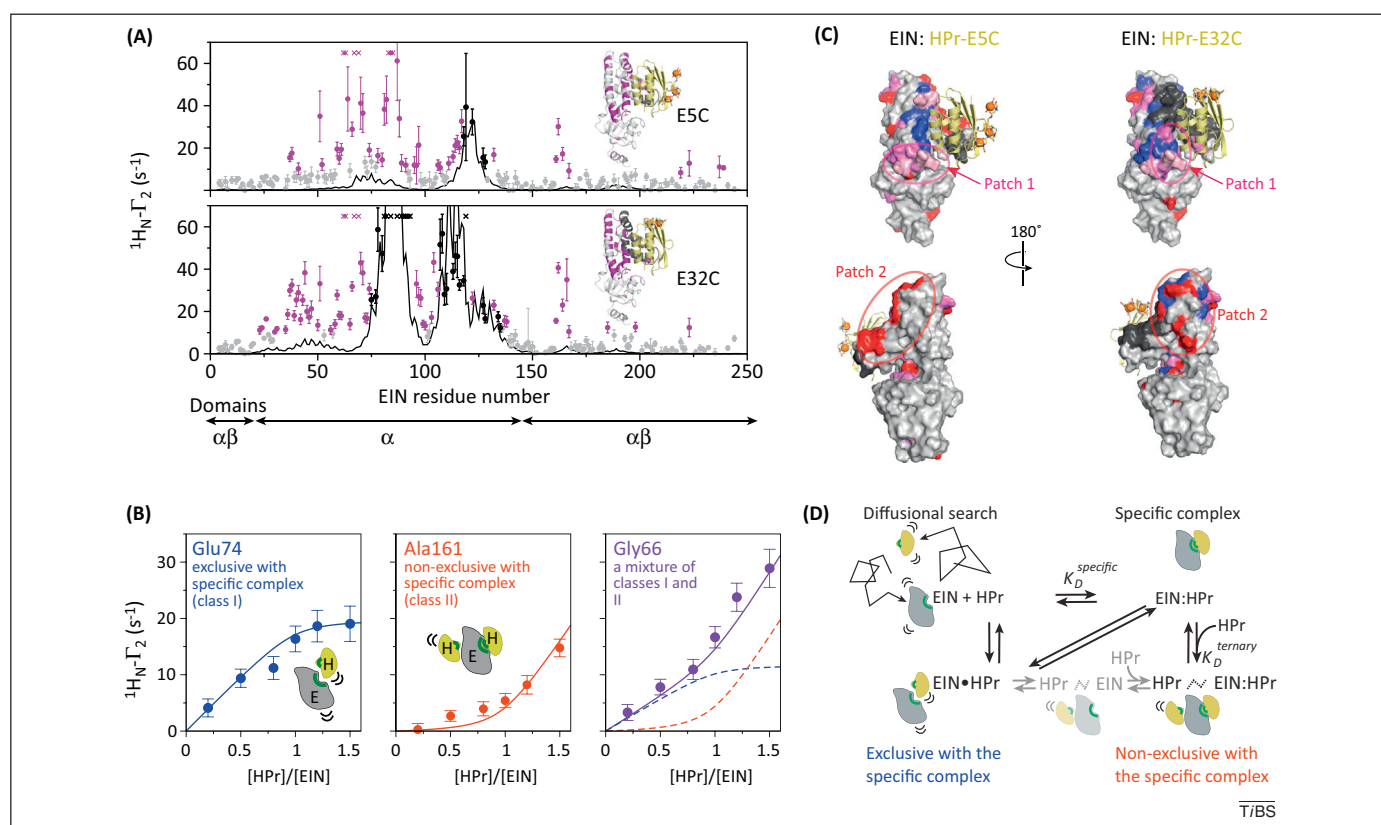 (A)
¹H_N-Γ₂ (s⁻¹)
60
40
20
0
E5C
60
40
20
0
E32C
0
50
100
150
200
250
EIN residue number
Domains
αβ
α
αβ
(B)
¹H_N-Γ₂ (s⁻¹)
30
20
10
0
Glu74
exclusive with
specific complex
(class I)
H
E
0
0.5
1.0
1.5
[HPr]/[EIN]
Ala161
non-exclusive with
specific complex
(class II)
H
H
E
0
0.5
1.0
1.5
[HPr]/[EIN]
Gly66
a mixture
of classes I and
II
0
0.5
1.0
1.5
[HPr]/[EIN]
(C)
EIN: HPr-E5C
EIN: HPr-E32C
Patch 1
Patch 1
180°
Patch 2
Patch 2
(D)
Diffusional search
Specific complex
K_D^specific
EIN + HPr
EIN:HPr
HPr
K_D^ternary
HPr
EIN•HPr
HPr EIN
HPr EIN:HPr
Exclusive with the
specific complex
Non-exclusive with
the specific complex
TiBS